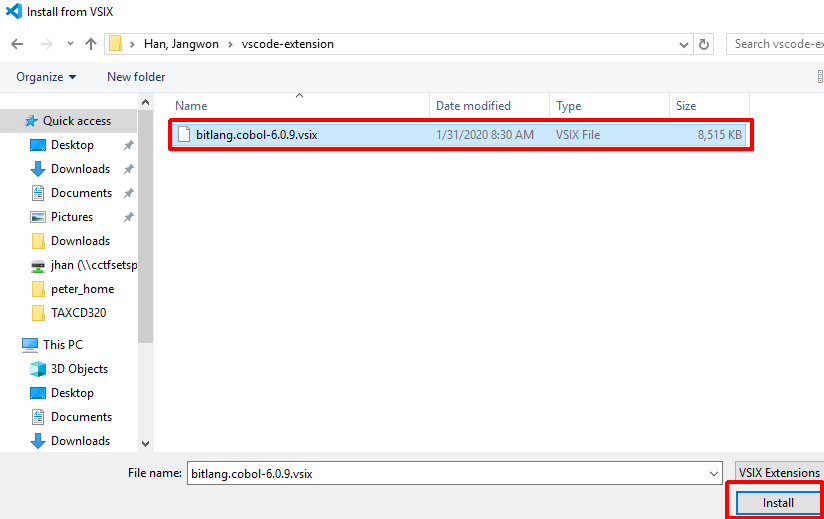 Install from VSIX
Han, Jangwon > vscode-extension
Search vscode-ex
Organize
New folder
Name
Date modified
Type
Size
bitlang.cobol-6.0.9.vsix
1/31/2020 8:30 AM
VSIX File
8,515 KB
Quick access
Desktop
Downloads
Documents
Pictures
Downloads
jhan (\\cctfsetsp
peter_home
TAXCD320
This PC
3D Objects
Desktop
Documents
Downloads
File name:
bitlang.cobol-6.0.9.vsix
VSIX Extensions
Install